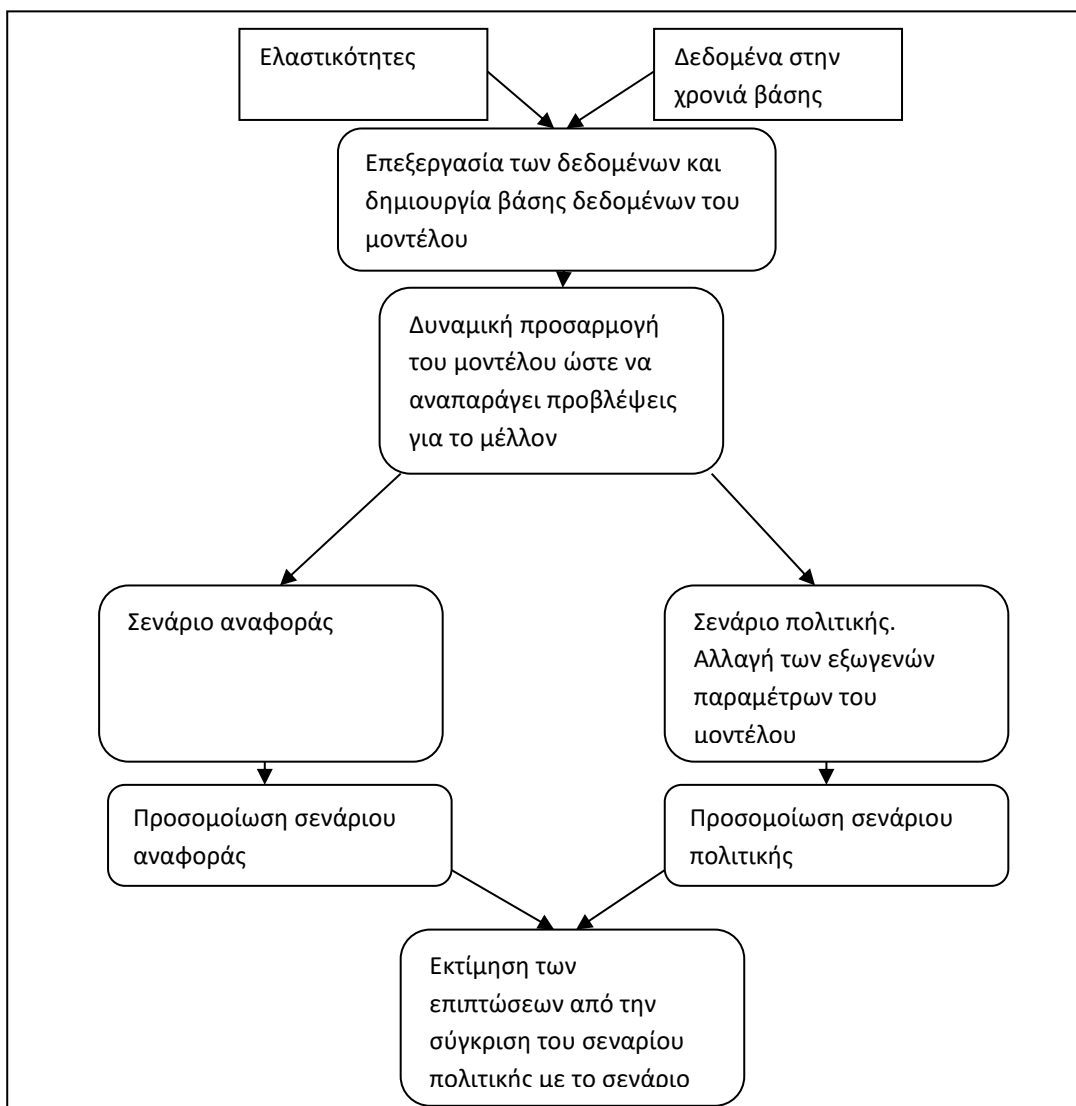 Ελαστικότητες
Δεδομένα στην
χρονιά βάσης
Επεξεργασία των δεδομένων και
δημιουργία βάσης δεδομένων του
μοντέλου
Δυναμική προσαρμογή
του μοντέλου ώστε να
αναπαράγει προβλέψεις
για το μέλλον
Σενάριο αναφοράς
Σενάριο πολιτικής.
Αλλαγή των εξωγενών
παραμέτρων του
μοντέλου
Προσομοίωση σενάριου
αναφοράς
Προσομοίωση σενάριου
πολιτικής
Εκτίμηση των
επιπτώσεων από την
σύγκριση του σεναρίου
πολιτικής με το σενάριο